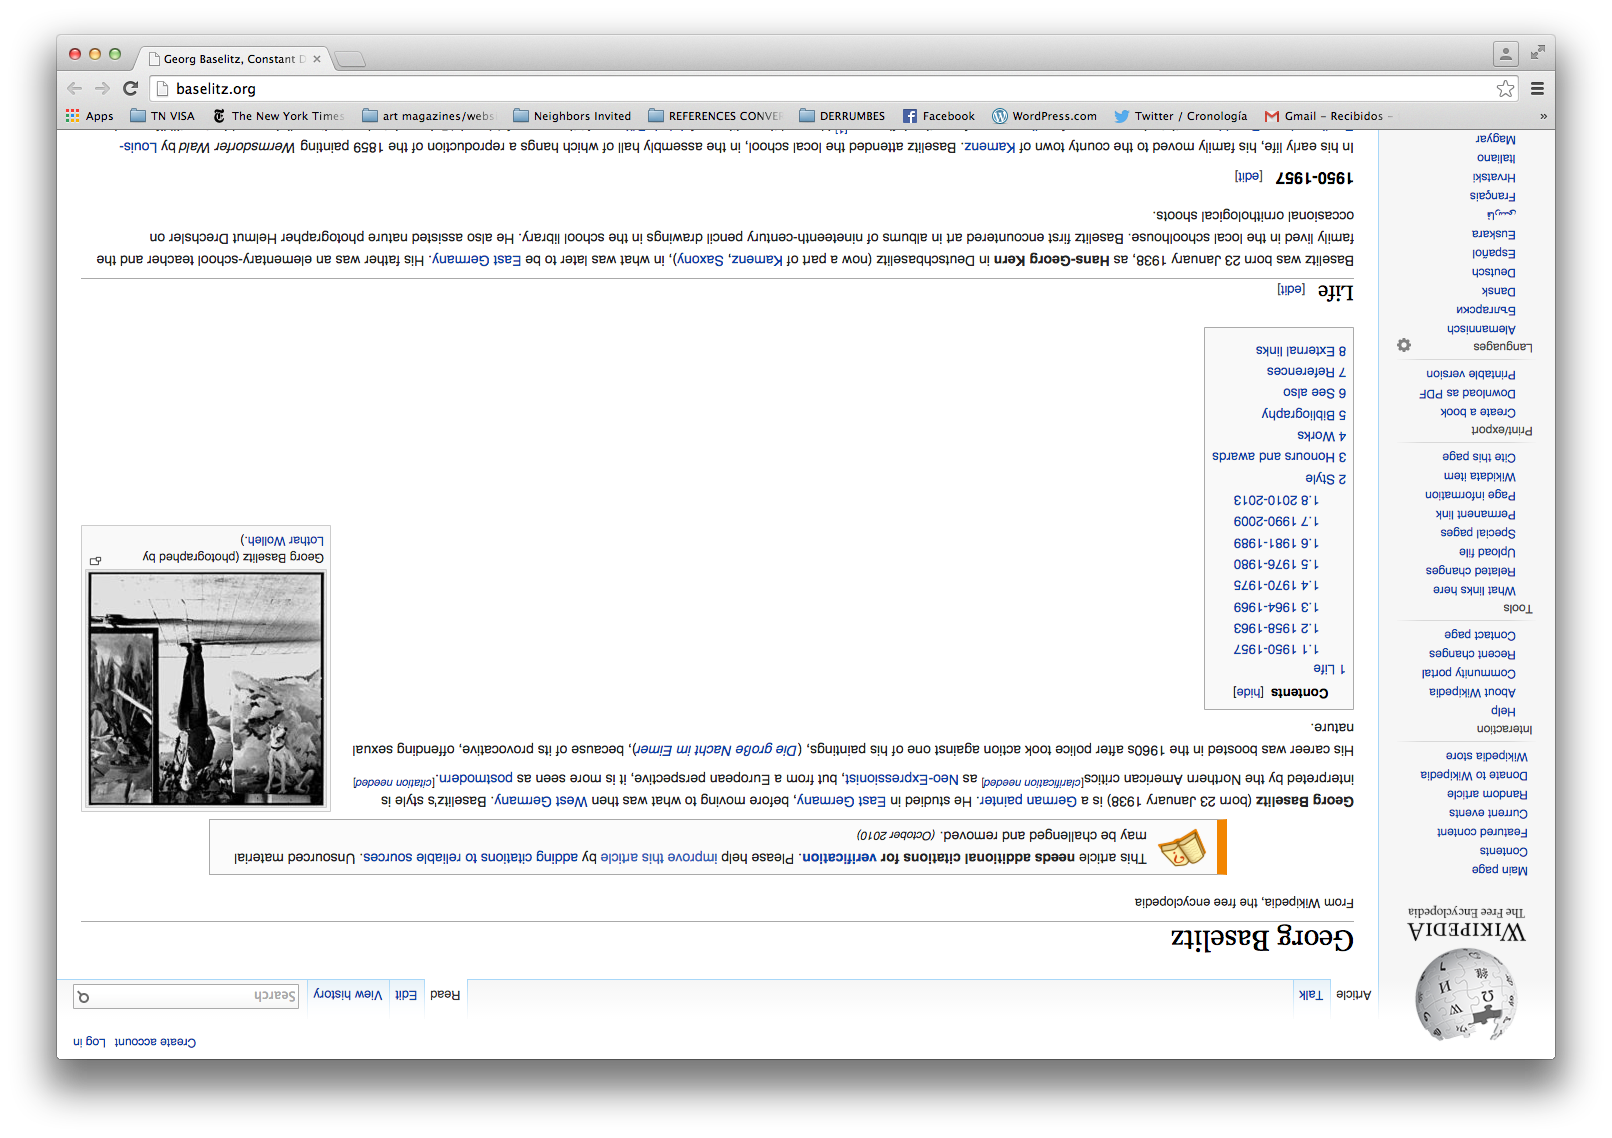 Georg Baselitz, Constant D
baselitz.org
Apps TN VISA The New York Times art magazines/webs Neighbors Invited REFERENCES CONVER DERRUMBES Facebook WordPress.com Twitter / Cronología Gmail – Recibidos – »
Create account Log in
Article Talk Read Edit View history Search
WIKIPEDIA
The Free Encyclopedia
Main page
Contents
Featured content
Current events
Random article
Donate to Wikipedia
Wikipedia store
Interaction
Help
About Wikipedia
Community portal
Recent changes
Contact page
Tools
What links here
Related changes
Upload file
Special pages
Permanent link
Page information
Wikidata item
Cite this page
Print/export
Create a book
Download as PDF
Printable version
Languages
Alemannisch
Български
Dansk
Deutsch
Español
Euskara
فارسی
Français
Hrvatski
Italiano
Magyar
Georg Baselitz
From Wikipedia, the free encyclopedia
This article needs additional citations for verification. Please help improve this article by adding citations to reliable sources. Unsourced material
may be challenged and removed. (October 2010)
Georg Baselitz (born 23 January 1938) is a German painter. He studied in East Germany, before moving to what was then West Germany. Baselitz's style is
interpreted by the Northern American critics[clarification needed] as Neo-Expressionist, but from a European perspective, it is more seen as postmodern.[citation needed]
His career was boosted in the 1960s after police took action against one of his paintings, (Die große Nacht im Eimer), because of its provocative, offending sexual
nature.
Georg Baselitz (photographed by
Lothar Wolleh.)
Contents [hide]
1 Life
1.1 1950-1957
1.2 1958-1963
1.3 1964-1969
1.4 1970-1975
1.5 1976-1980
1.6 1981-1989
1.7 1990-2009
1.8 2010-2013
2 Style
3 Honours and awards
4 Works
5 Bibliography
6 See also
7 References
8 External links
Life [edit]
Baselitz was born 23 January 1938, as Hans-Georg Kern in Deutschbaselitz (now a part of Kamenz, Saxony), in what was later to be East Germany. His father was an elementary-school teacher and the
family lived in the local schoolhouse. Baselitz first encountered art in albums of nineteenth-century pencil drawings in the school library. He also assisted nature photographer Helmut Drechsler on
occasional ornithological shoots.
1950-1957 [edit]
In his early life, his family moved to the county town of Kamenz. Baselitz attended the local school, in the assembly hall of which hangs a reproduction of the 1859 painting Wermsdorfer Wald by Louis-